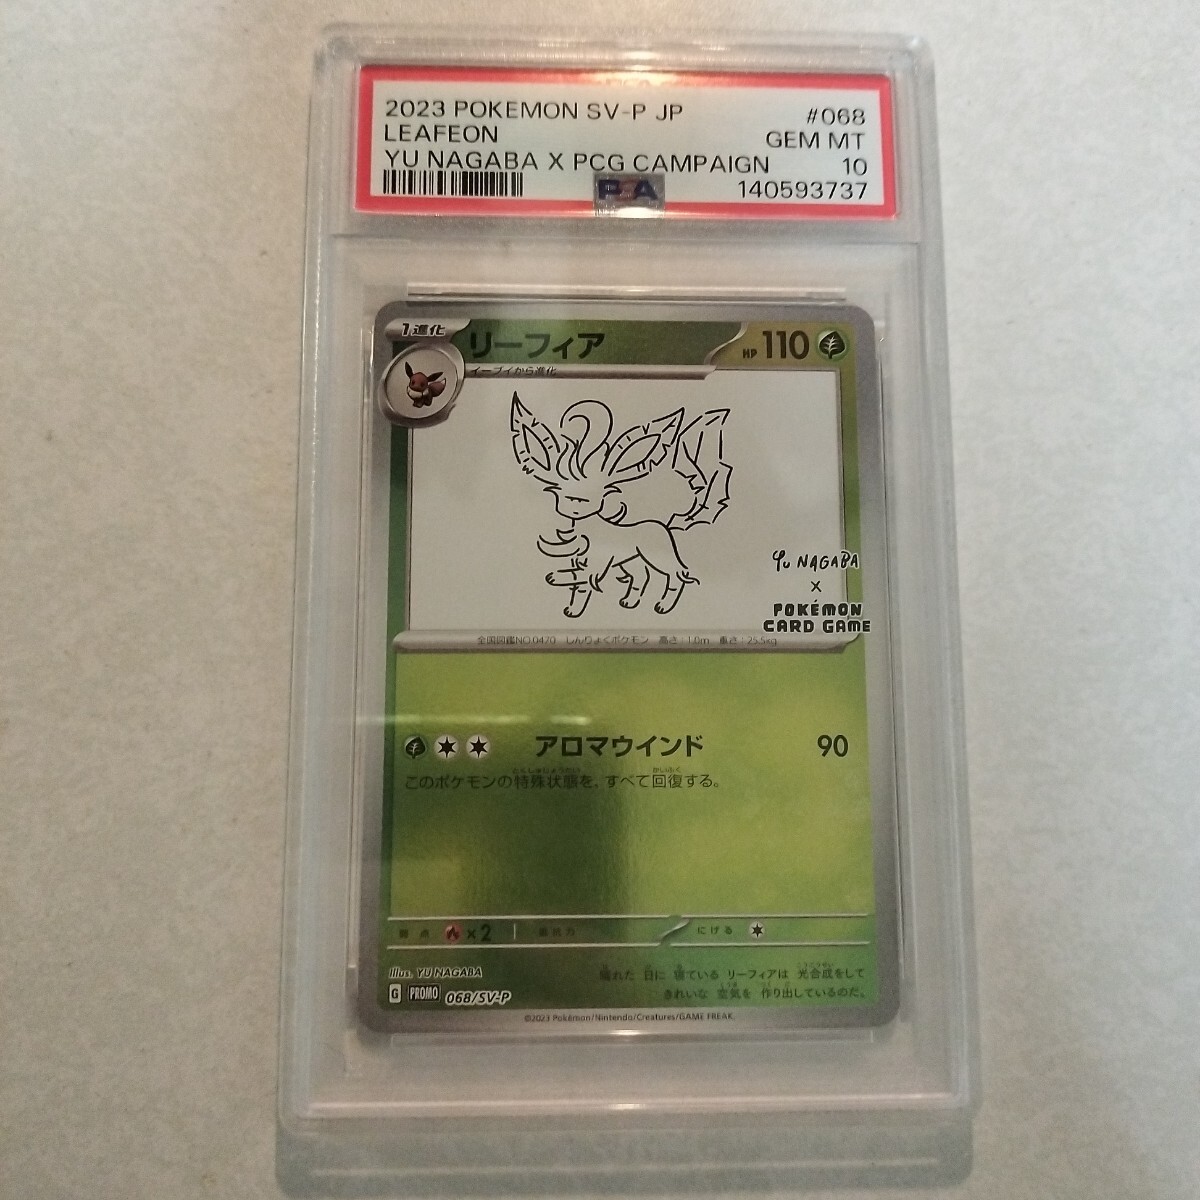 2023 POKEMON SV-P JP #068
LEAFEON GEM MT
YU NAGABA X PCG CAMPAIGN 10
PSA 140593737
1進化 リーフィア HP 110
イーブイから進化
Yu NAGABA
x
POKÉMON
CARD GAME
全国図鑑NO.0470 しんりょくポケモン 高さ:1.0m 重さ:25.5kg
アロマウインド 90
このポケモンの特殊状態を、すべて回復する。
弱点 ×2 抵抗力 にげる
Illus. YU NAGABA
晴れた 日に 寝ている リーフィアは 光合成をして
きれいな 空気を 作り出しているのだ。
G PROMO 068/SV-P
©2023 Pokémon/Nintendo/Creatures/GAME FREAK.